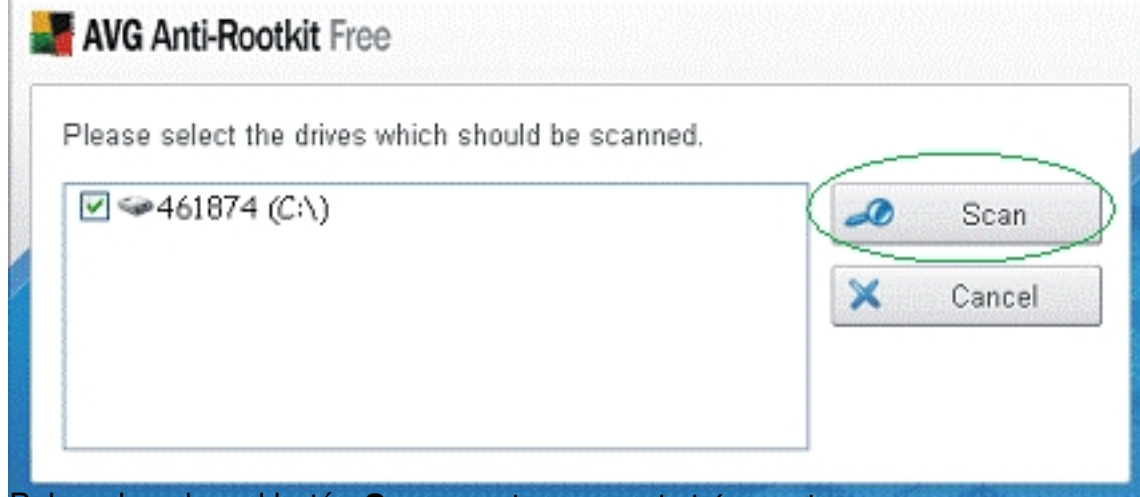 AVG Anti-Rootkit Free
Please select the drives which should be scanned.
461874 (C:\)
Scan
Cancel